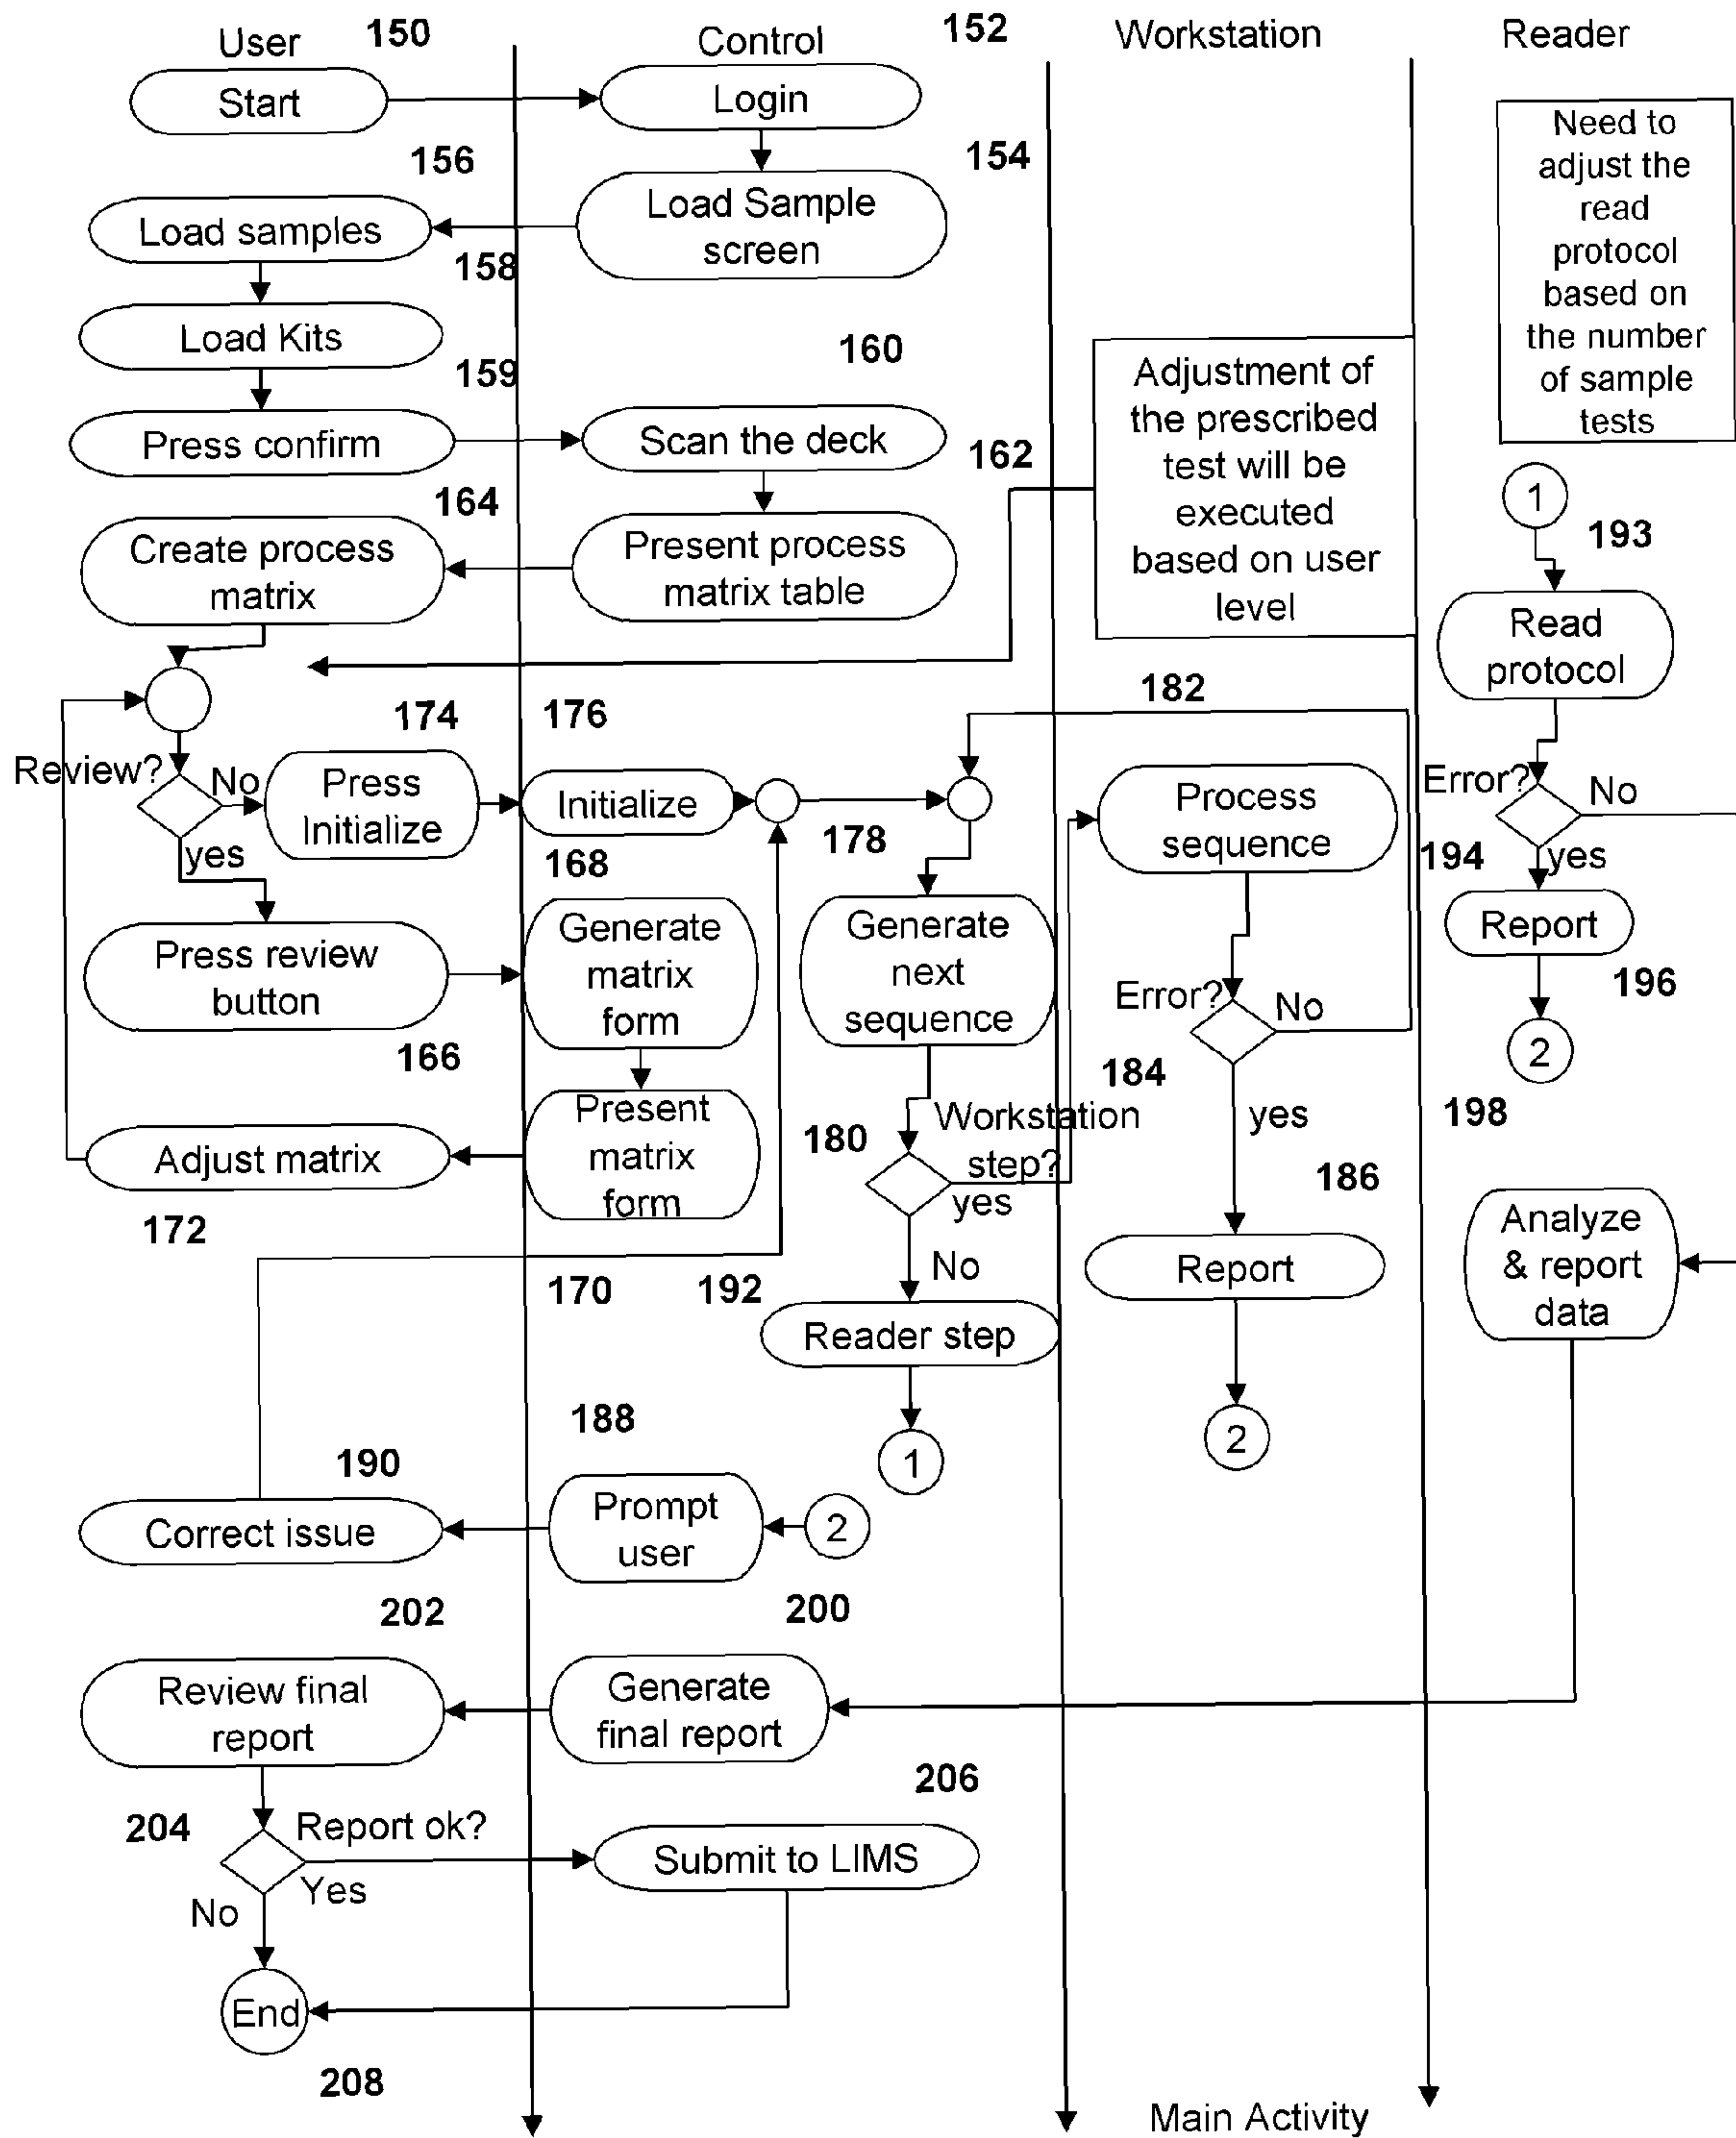 User
150
Control
152
Workstation
Reader
Start
Login
Need to
adjust the
read
protocol
based on
the number
of sample
tests
156
154
Load samples
Load Sample
screen
158
Load Kits
159
160
Adjustment of
the prescribed
test will be
executed
based on user
level
Press confirm
Scan the deck
162
164
1
193
Create process
matrix
Present process
matrix table
Read
protocol
174
176
182
Review?
No
Press
Initialize
Initialize
178
Process
sequence
Error?
No
yes
168
194
yes
Press review
button
Generate
matrix
form
Generate
next
sequence
Report
196
Error?
No
2
166
184
198
Present
matrix
form
180
Workstation
step?
yes
yes
Adjust matrix
186
172
Analyze
& report
data
170
192
No
Report
Reader step
188
190
1
2
Correct issue
Prompt
user
2
202
200
Review final
report
Generate
final report
206
204
Report ok?
Yes
No
Submit to LIMS
End
208
Main Activity